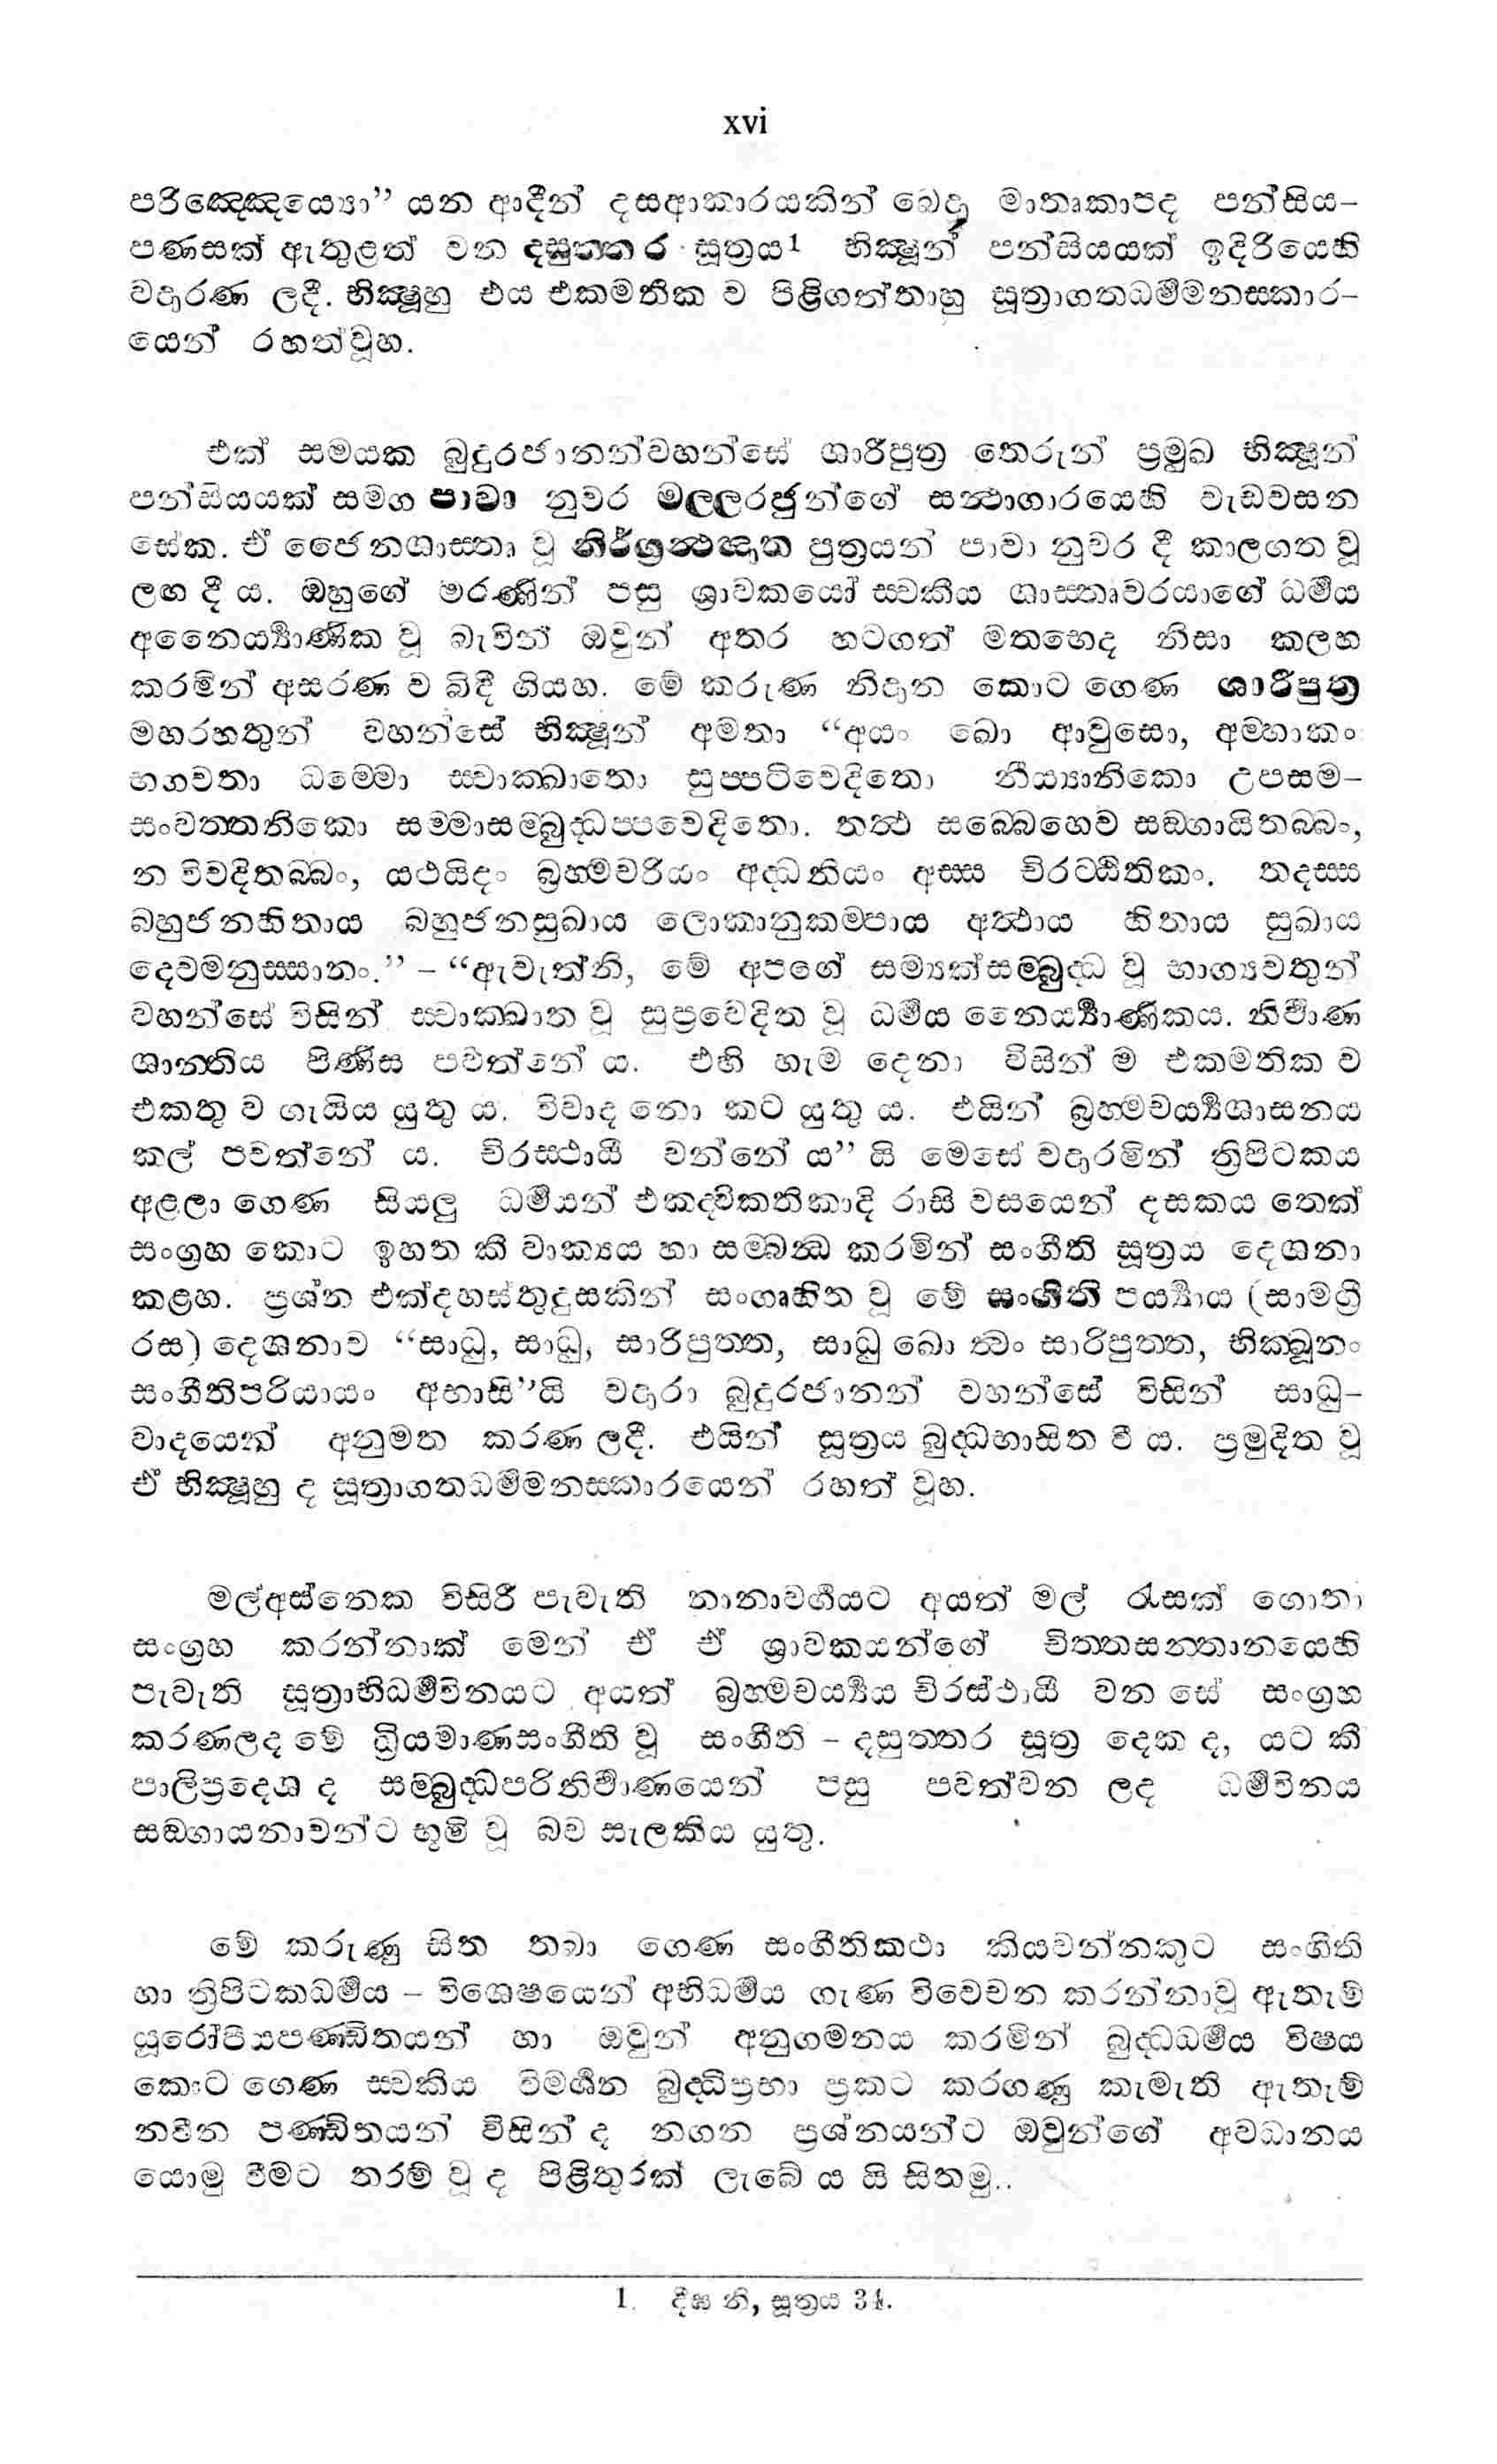 xvi
පරිඤ්ඤෙය්‍යො” යන ආදීන් දසආකාරයකින් බෙදූ මාතෘකාපද පන්සිය-
පණසක් ඇතුළත් වන දසුත්තර සූත්‍රය¹ භික්‍ෂූන් පන්සියයක් ඉදිරියෙහි
වදාරණ ලදී. භික්‍ෂූහු එය එකමතික ව පිළිගත්තාහු සූත්‍රාගතධර්‍මමනස්කාර-
යෙන් රහත්වූහ.
එක් සමයක බුදුරජානන්වහන්සේ ශාරීපුත්‍ර තෙරුන් ප්‍රමුඛ භික්‍ෂූන්
පන්සියයක් සමග පාවා නුවර මල්ලරජුන්ගේ සන්‍ථාගාරයෙහි වැඩවසන
සේක. ඒ ජෛනශාස්තෘ වූ නිර්ග්‍රන්‍ථඥාත පුත්‍රයන් පාවා නුවර දී කාලගත වූ
ලඟ දී ය. ඔහුගේ මරණින් පසු ශ්‍රාවකයෝ ස්වකීය ශාස්තෘවරයාගේ ධර්‍මය
අනෛර්‍ය්‍යාණික වූ බැවින් ඔවුන් අතර හටගත් මතභෙද නිසා කලහ
කරමින් අසරණ ව බිඳී ගියහ. මේ කරුණ නිදාන කොට ගෙණ ශාරීපුත්‍ර
මහරහතුන් වහන්සේ භික්‍ෂූන් අමතා “අයං ඛො ආවුසො, අම්හාකං
භගවතා ධම්මො ස්වාක්ඛාතො සුප්පටිවෙදිතො නීය්‍යානිකො උපසම-
සංවත්තනිකො සම්මාසම්බුද්ධප්පවෙදිතො. තත්‍ථ සබ්බෙහෙව සඞ්ගායිතබ්බං,
න විවදිතබ්බං, යථයිදං බ්‍රහ්මචරියං අද්ධනියං අස්ස චිරට්ඨිතිකං. තදස්ස
බහුජනහිතාය බහුජනසුඛාය ලොකානුකම්පාය අත්‍ථාය හිතාය සුඛාය
දෙවමනුස්සානං.” – “ඇවැත්නි, මේ අපගේ සම්‍යක්සම්බුද්ධ වූ භාග්‍යවතුන්
වහන්සේ විසින් ස්වාක්ඛාත වූ සුප්‍රවෙදිත වූ ධර්‍මය නෛර්‍ය්‍යාණිකය. නිර්‍වාණ
ශාන්තිය පිණිස පවත්නේ ය. එහි හැම දෙනා විසින් ම එකමතික ව
එකතු ව ගැයිය යුතු ය. විවාද නො කට යුතු ය. එයින් බ්‍රහ්මචර්‍ය්‍යශාසනය
කල් පවත්නේ ය. චිරස්ථායී වන්නේ ය” යි මෙසේ වදාරමින් ත්‍රිපිටකය
අළලා ගෙණ සියලු ධර්‍මයන් එකද්විකතිකාදි රාසි වසයෙන් දසකය තෙක්
සංග්‍රහ කොට ඉහත කී වාක්‍යය හා සම්බන්‍ධ කරමින් සංගීති සූත්‍රය දෙශනා
කළහ. ප්‍රශ්න එක්දහස්තුදුසකින් සංගෘහිත වූ මේ සංගීති පර්‍ය්‍යාය (සාමග්‍රී
රස) දෙශනාව “සාධු, සාධු, සාරිපුත්ත, සාධු ඛො ත්‍වං සාරිපුත්ත, භික්ඛූනං
සංගීතිපරියායං අභාසි”යි වදාරා බුදුරජානන් වහන්සේ විසින් සාධු-
වාදයෙන් අනුමත කරණ ලදී. එයින් සූත්‍රය බුද්ධභාසිත වී ය. ප්‍රමුදිත වූ
ඒ භික්‍ෂූහු ද සූත්‍රාගතධර්‍මමනස්කාරයෙන් රහත් වූහ.
මල්අස්නෙක විසිරී පැවැති නානාවර්‍ගයට අයත් මල් රැසක් ගොනා
සංග්‍රහ කරන්නාක් මෙන් ඒ ඒ ශ්‍රාවකයන්ගේ චිත්තසන්තානයෙහි
පැවැති සූත්‍රාභිධර්‍මවිනයට අයත් බ්‍රහ්මචර්‍ය්‍යය චිරස්ථායී වන සේ සංග්‍රහ
කරණලද මේ ධ්‍රියමාණසංගීති වූ සංගීති – දසුත්තර සූත්‍ර දෙක ද, යට කී
පාලිප්‍රදෙශ ද සම්බුද්ධපරිනිර්‍වාණයෙන් පසු පවත්වන ලද ධර්‍මවිනය
සඞ්ගායනාවන්ට භූමි වූ බව සැලකිය යුතු.
මේ කරුණු සිත තබා ගෙණ සංගීතිකථා කියවන්නකුට සංගීති
හා ත්‍රිපිටකධර්‍මය – විශෙෂයෙන් අභිධර්‍මය ගැණ විවෙචන කරන්නාවූ ඇතැම්
යූරෝපීයපණ්ඩිතයන් හා ඔවුන් අනුගමනය කරමින් බුද්ධධර්‍මය විෂය
කොට ගෙණ ස්වකිය විමර්‍ශන බුද්ධිප්‍රභා ප්‍රකට කරගණු කැමැති ඇතැම්
නවීන පණ්ඩිතයන් විසින් ද නගන ප්‍රශ්නයන්ට ඔවුන්ගේ අවධානය
යොමු වීමට තරම් වූ ද පිළිතුරක් ලැබේ ය යි සිතමු..
1. දීඝ නි, සූත්‍රය 34.